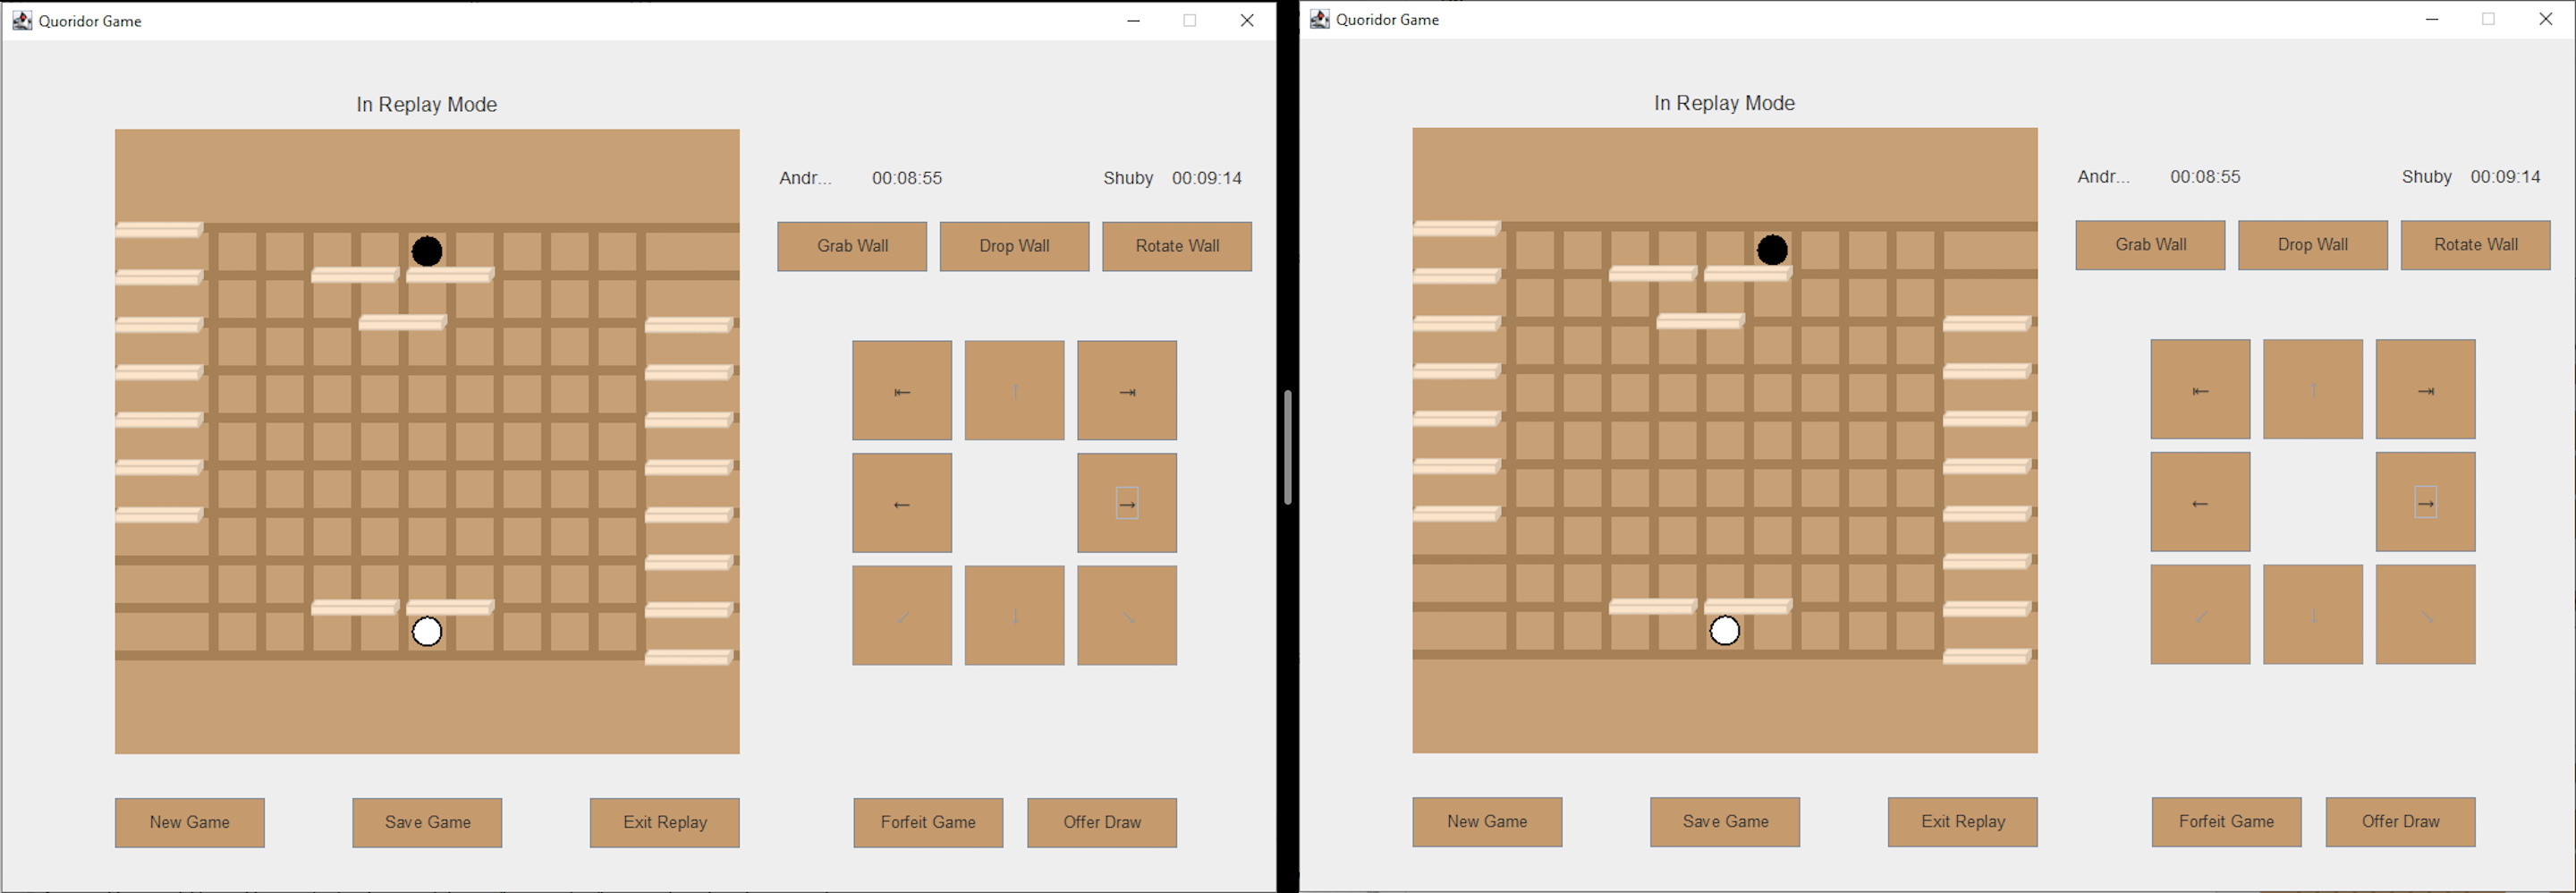 Quoridor Game
In Replay Mode
Andr... 00:08:55 Shuby 00:09:14
Grab Wall Drop Wall Rotate Wall
⇤ ↑ ⇥
← →
↙ ↓ ↘
New Game Save Game Exit Replay Forfeit Game Offer Draw
Quoridor Game
In Replay Mode
Andr... 00:08:55 Shuby 00:09:14
Grab Wall Drop Wall Rotate Wall
⇤ ↑ ⇥
← →
↙ ↓ ↘
New Game Save Game Exit Replay Forfeit Game Offer Draw